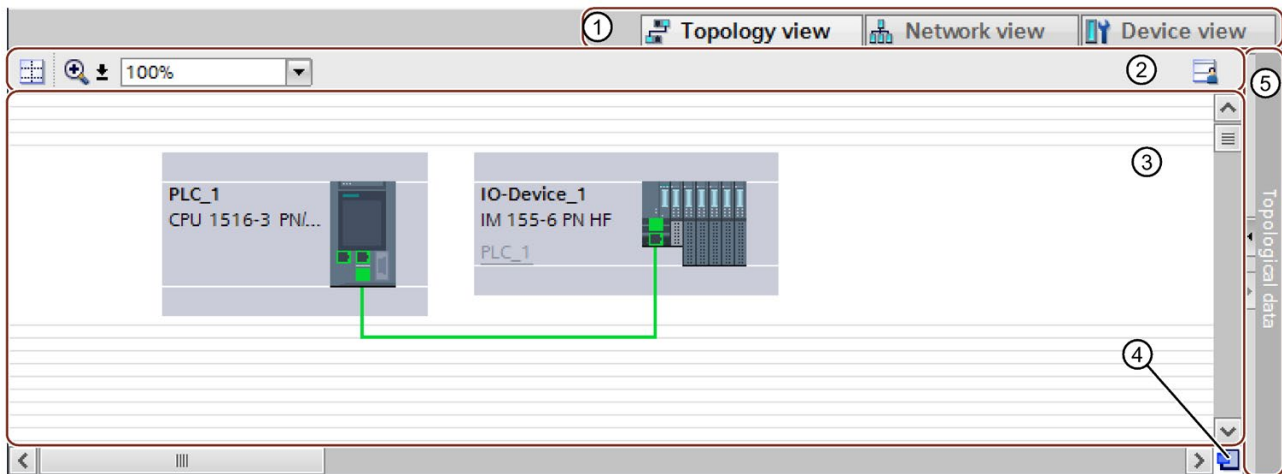 ① Topology view Network view Device view
100% ② ⑤
③
PLC_1
CPU 1516-3 PN/...
IO-Device_1
IM 155-6 PN HF
PLC_1
Topological data
④